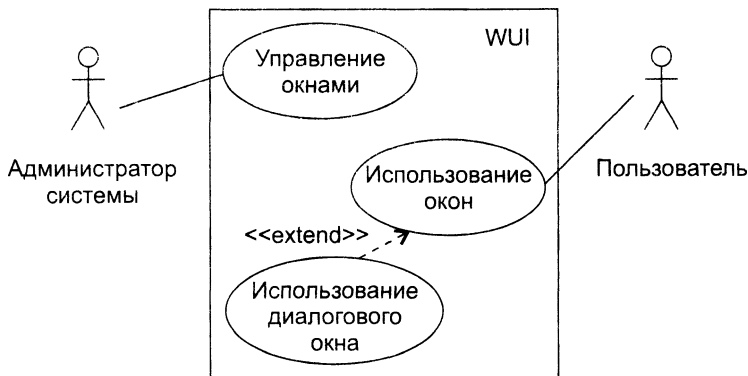 WUI
Управление
окнами
Администратор
системы
Использование
окон
Пользователь
<<extend>>
Использование
диалогового
окна